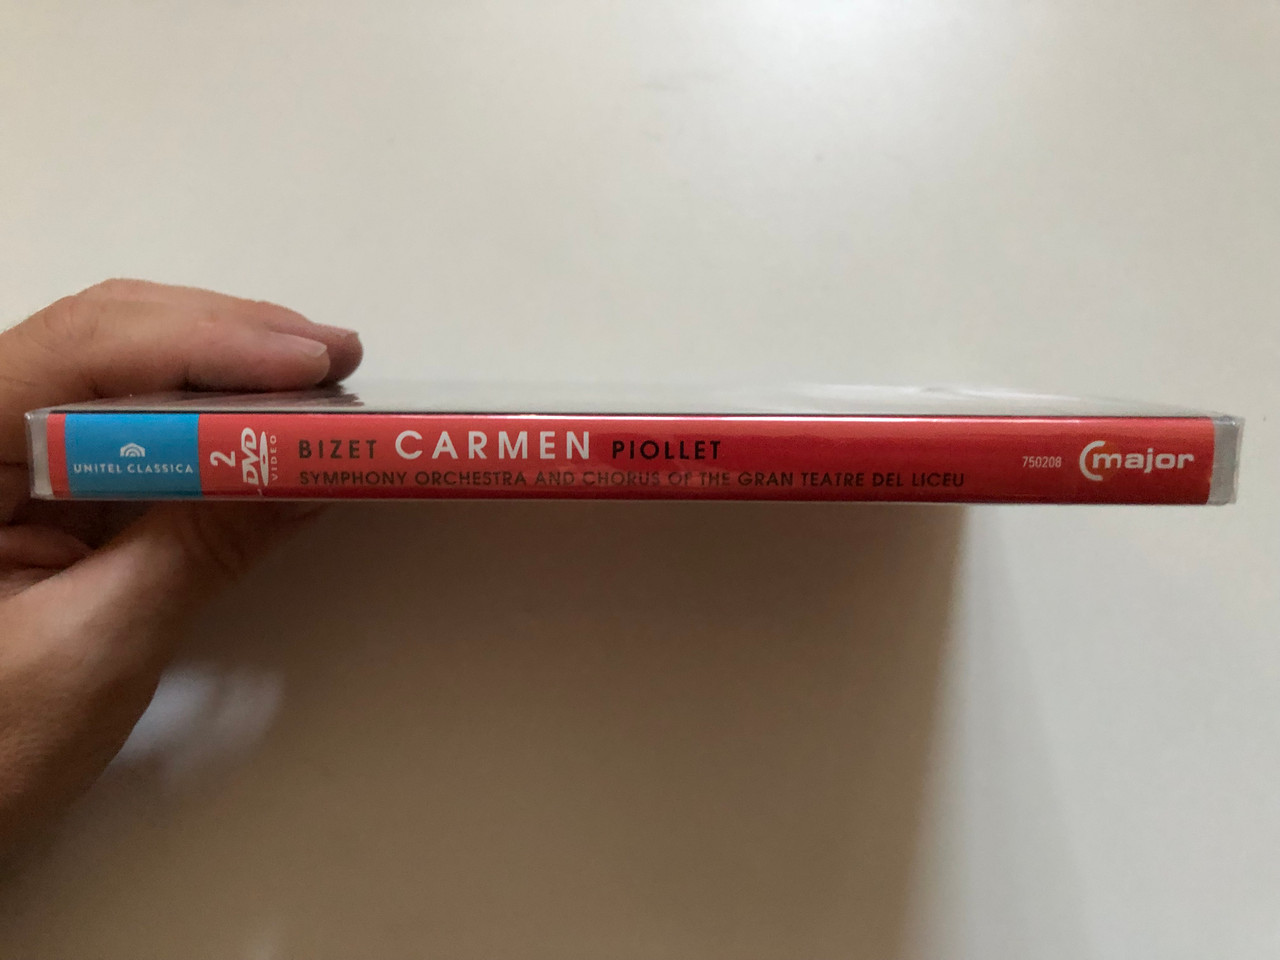 UNITEL CLASSICA
2
DVD
VIDEO
BIZET CARMEN PIOLLET
SYMPHONY ORCHESTRA AND CHORUS OF THE GRAN TEATRE DEL LICEU
750208
major